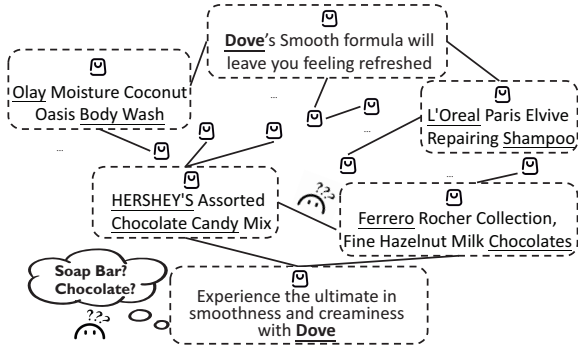 Dove's Smooth formula will
leave you feeling refreshed
Olay Moisture Coconut
Oasis Body Wash
...
L'Oreal Paris Elvive
Repairing Shampoo
...
...
...
HERSHEY'S Assorted
Chocolate Candy Mix
???
Ferrero Rocher Collection,
Fine Hazelnut Milk Chocolates
Soap Bar?
Chocolate?
???
Experience the ultimate in
smoothness and creaminess
with Dove